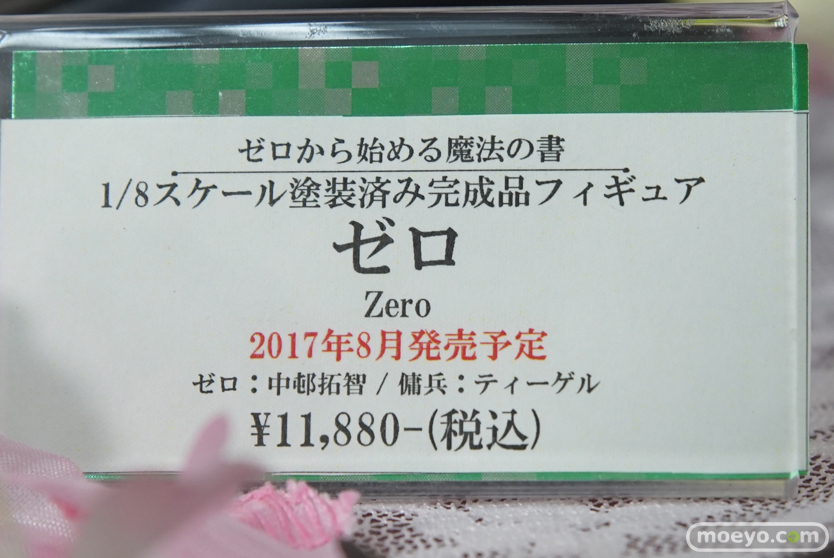 ゼロから始める魔法の書
1/8スケール塗装済み完成品フィギュア
ゼロ
Zero
2017年8月発売予定
ゼロ：中邨拓智 / 傭兵：ティーゲル
¥11,880-(税込)
moeyo.com